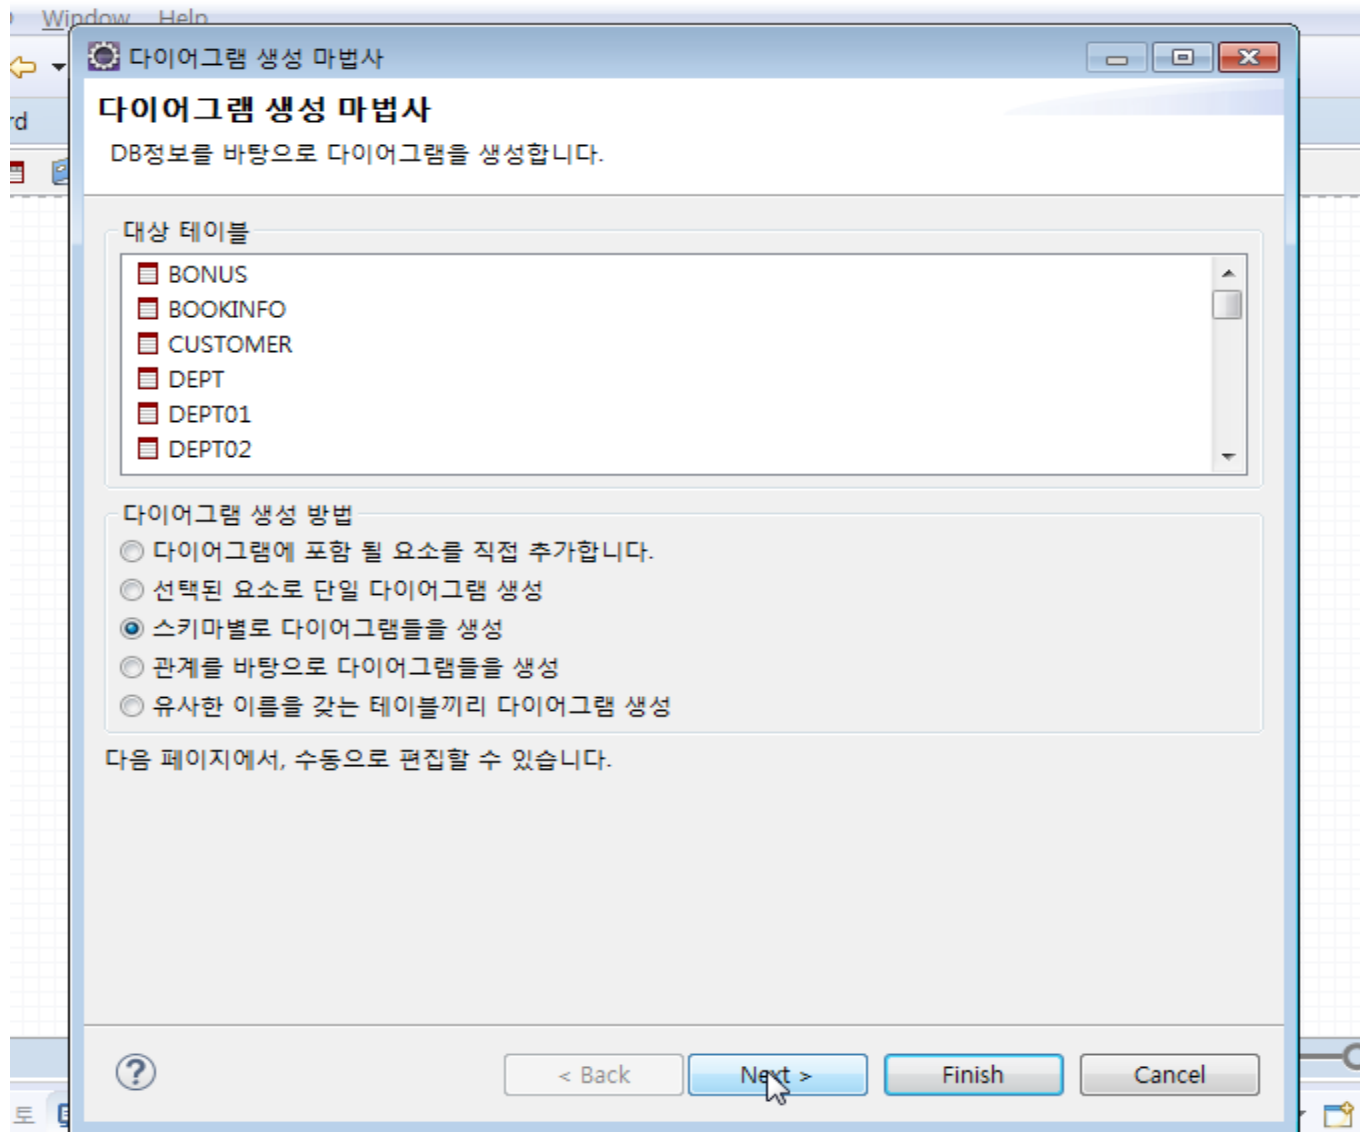 Window Help
다이어그램 생성 마법사
다이어그램 생성 마법사
rd
DB정보를 바탕으로 다이어그램을 생성합니다.
대상 테이블
BONUS
BOOKINFO
CUSTOMER
DEPT
DEPT01
DEPT02
다이어그램 생성 방법
다이어그램에 포함 될 요소를 직접 추가합니다.
선택된 요소로 단일 다이어그램 생성
스키마별로 다이어그램들을 생성
관계를 바탕으로 다이어그램들을 생성
유사한 이름을 갖는 테이블끼리 다이어그램 생성
다음 페이지에서, 수동으로 편집할 수 있습니다.
? < Back Next > Finish Cancel
토